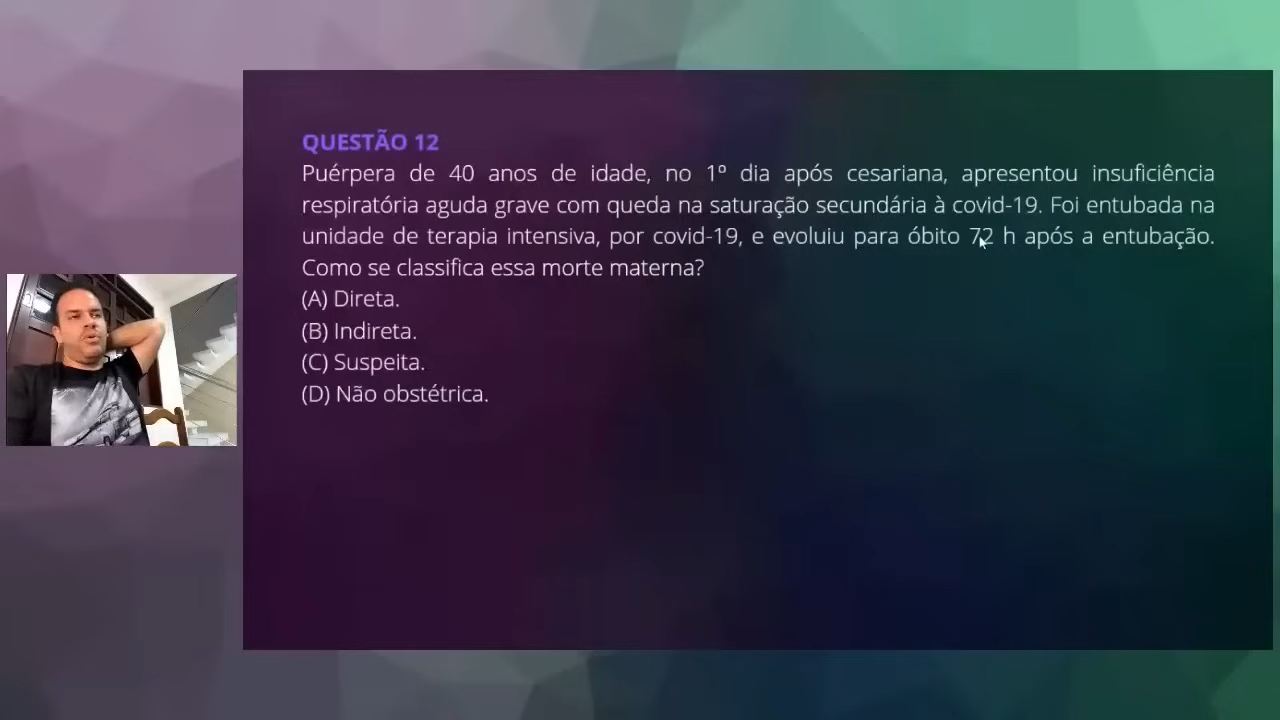 QUESTÃO 12
Puérpera de 40 anos de idade, no 1º dia após cesariana, apresentou insuficiência
respiratória aguda grave com queda na saturação secundária à covid-19. Foi entubada na
unidade de terapia intensiva, por covid-19, e evoluiu para óbito 72 h após a entubação.
Como se classifica essa morte materna?
(A) Direta.
(B) Indireta.
(C) Suspeita.
(D) Não obstétrica.